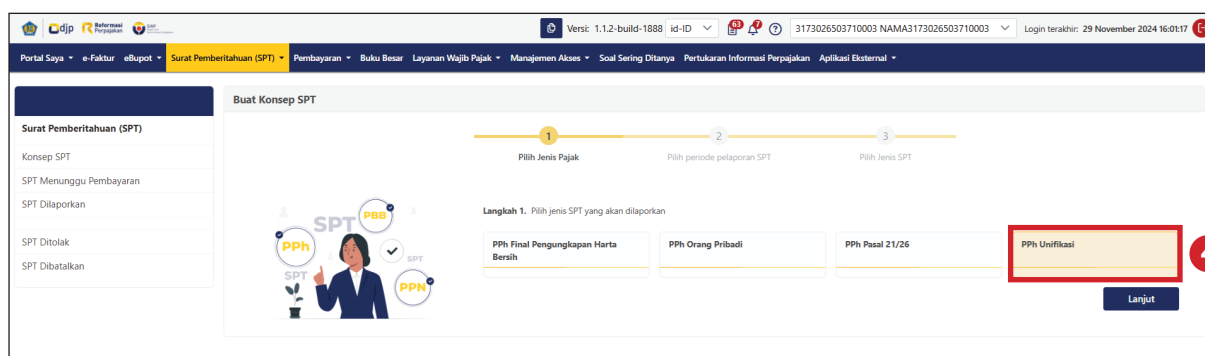 djp Reformasi Perpajakan Versi: 1.1.2-build-1888 id-ID 63 7 3173026503710003 NAMA3173026503710003 Login terakhir: 29 November 2024 16:01:17
Portal Saya e-Faktur eBupot Surat Pemberitahuan (SPT) Pembayaran Buku Besar Layanan Wajib Pajak Manajemen Akses Soal Sering Ditanya Pertukaran Informasi Perpajakan Aplikasi Eksternal
Buat Konsep SPT
Surat Pemberitahuan (SPT)
Konsep SPT
SPT Menunggu Pembayaran
SPT Dilaporkan
SPT Ditolak
SPT Dibatalkan
1 2 3
Pilih Jenis Pajak Pilih periode pelaporan SPT Pilih Jenis SPT
SPT PBB
PPh SPT
SPT PPN
Langkah 1. Pilih jenis SPT yang akan dilaporkan
PPh Final Pengungkapan Harta
Bersih
PPh Orang Pribadi
PPh Pasal 21/26
PPh Unifikasi
Lanjut